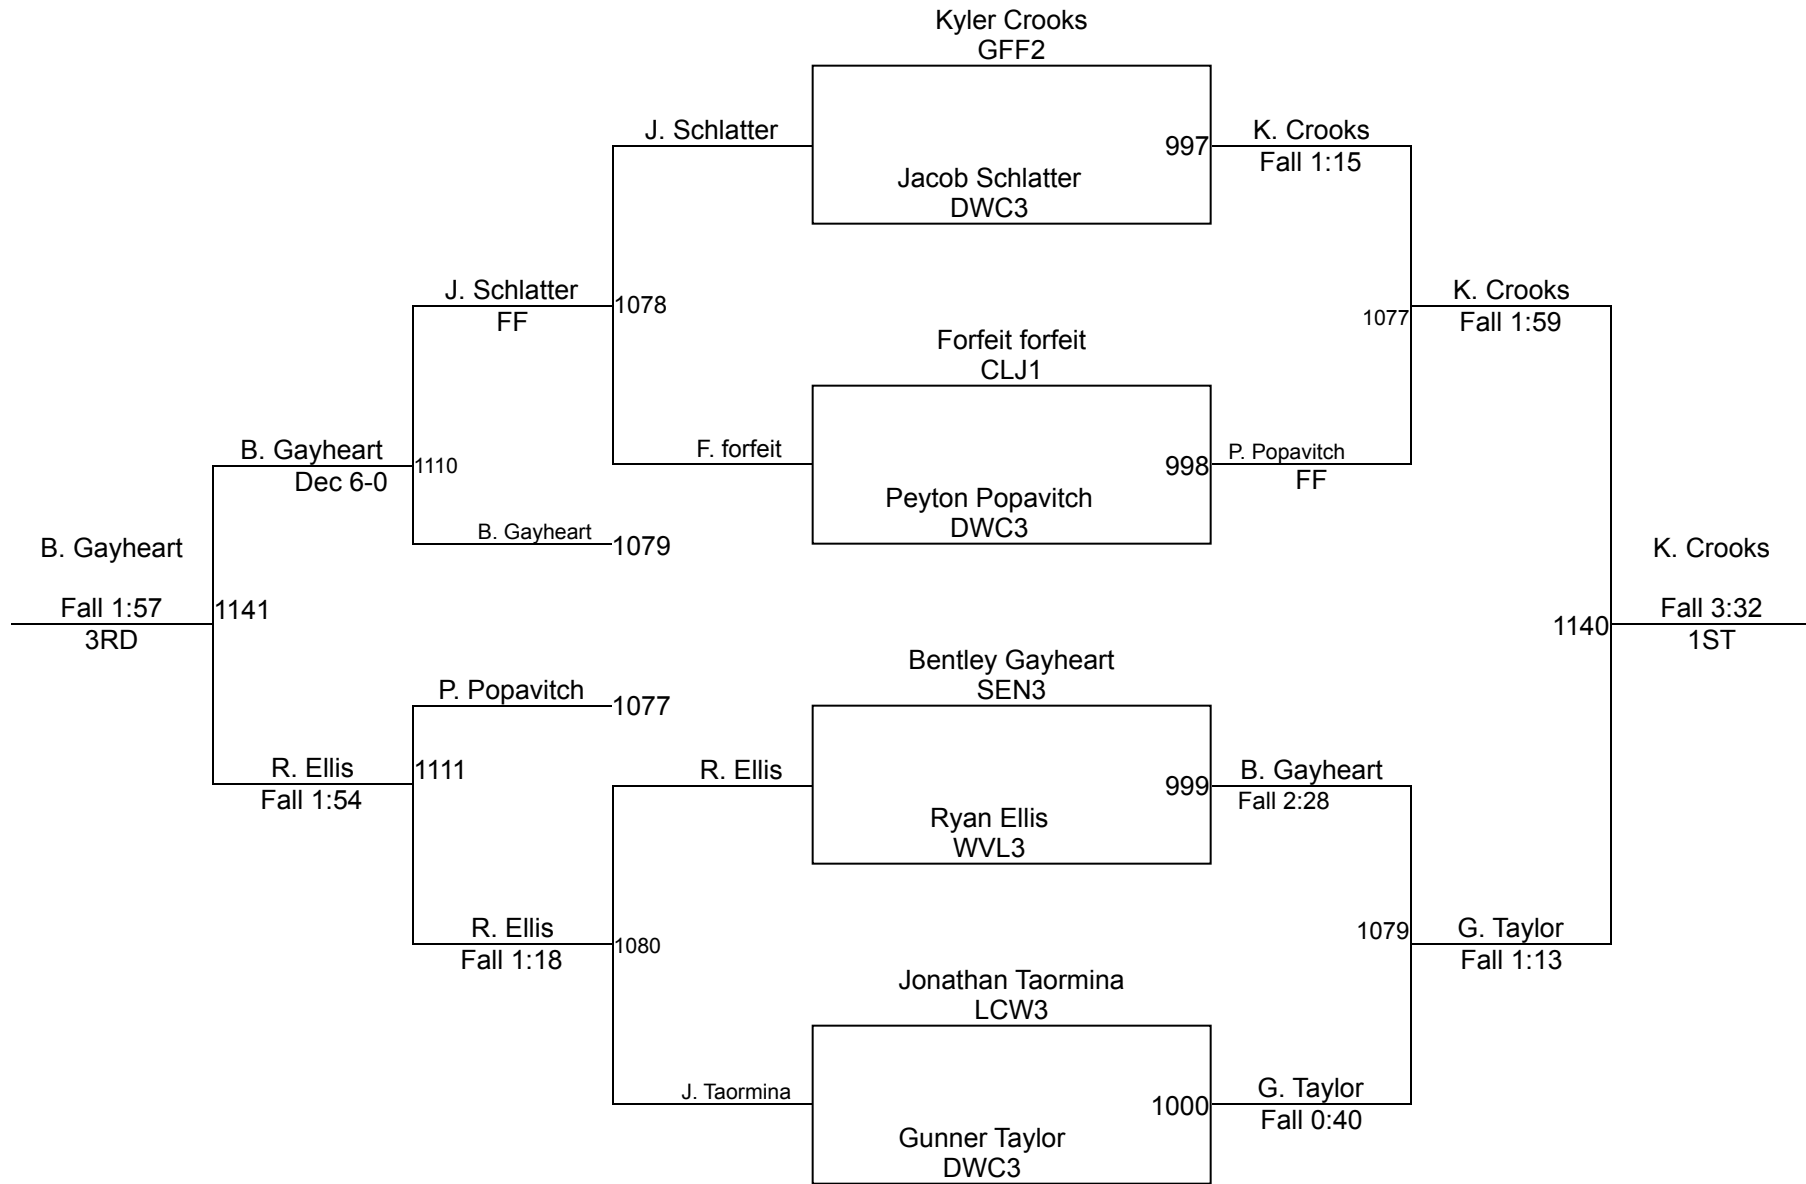 Kyler Crooks
GFF2
J. Schlatter
997
K. Crooks
Fall 1:15
Jacob Schlatter
DWC3
J. Schlatter
FF
1078
1077
K. Crooks
Fall 1:59
Forfeit forfeit
CLJ1
B. Gayheart
Dec 6-0
1110
F. forfeit
998
P. Popavitch
FF
Peyton Popavitch
DWC3
B. Gayheart
1079
B. Gayheart
Fall 1:57
3RD
1141
K. Crooks
Fall 3:32
1ST
1140
P. Popavitch
1077
Bentley Gayheart
SEN3
R. Ellis
Fall 1:54
1111
R. Ellis
999
B. Gayheart
Fall 2:28
Ryan Ellis
WVL3
R. Ellis
Fall 1:18
1080
1079
G. Taylor
Fall 1:13
Jonathan Taormina
LCW3
J. Taormina
1000
G. Taylor
Fall 0:40
Gunner Taylor
DWC3